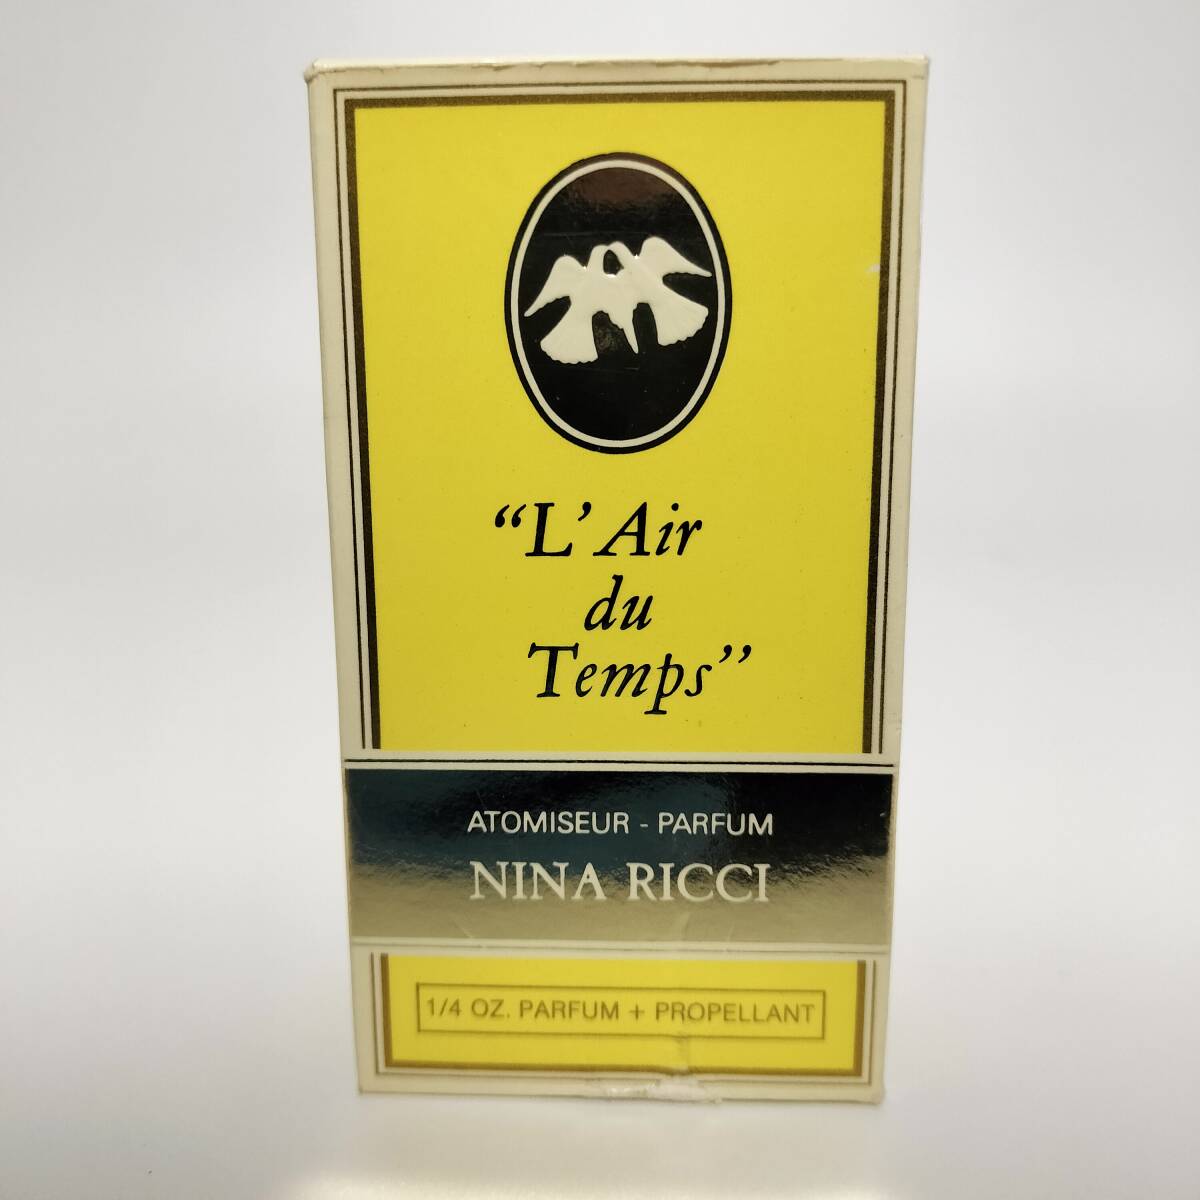 “L’Air
du
Temps”
ATOMISEUR - PARFUM
NINA RICCI
1/4 OZ. PARFUM + PROPELLANT